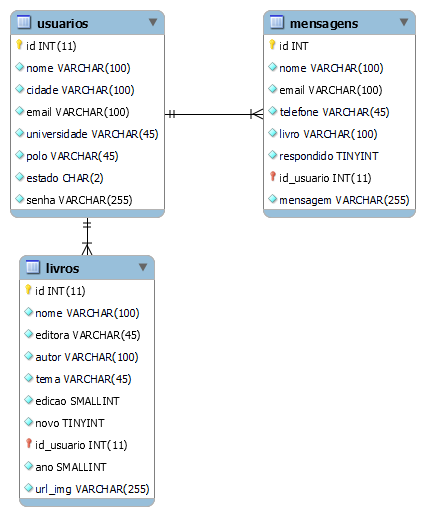 usuarios
id INT(11)
nome VARCHAR(100)
cidade VARCHAR(100)
email VARCHAR(100)
universidade VARCHAR(45)
polo VARCHAR(45)
estado CHAR(2)
senha VARCHAR(255)
mensagens
id INT
nome VARCHAR(100)
email VARCHAR(100)
telefone VARCHAR(45)
livro VARCHAR(100)
respondido TINYINT
id_usuario INT(11)
mensagem VARCHAR(255)
livros
id INT(11)
nome VARCHAR(100)
editora VARCHAR(45)
autor VARCHAR(100)
tema VARCHAR(45)
edicao SMALLINT
novo TINYINT
id_usuario INT(11)
ano SMALLINT
url_img VARCHAR(255)